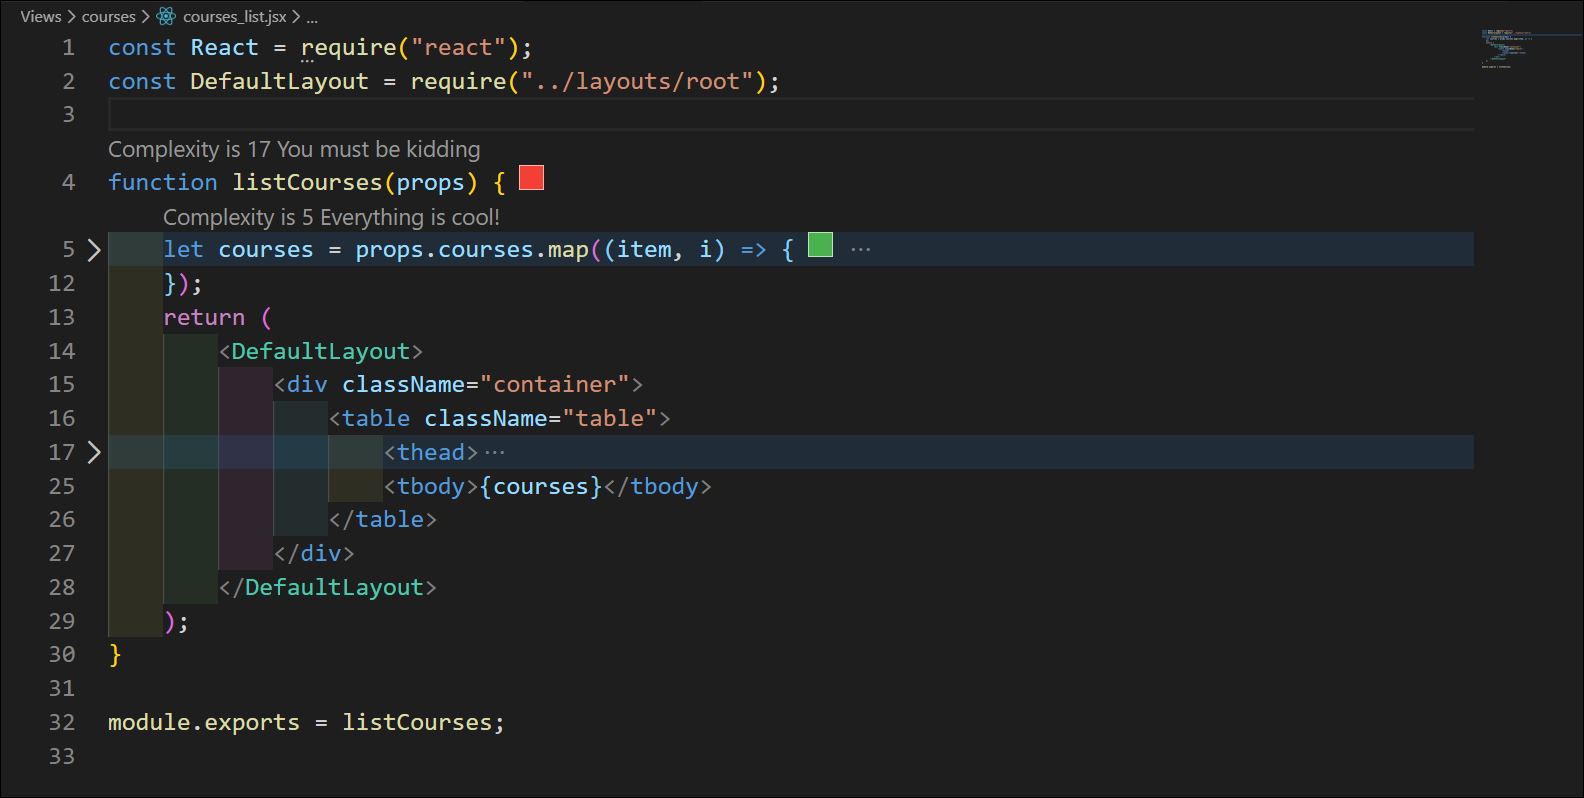 Views > courses > courses_list.jsx > ...
1 const React = require("react");
2 const DefaultLayout = require("../layouts/root");
3
Complexity is 17 You must be kidding
4 function listCourses(props) {
Complexity is 5 Everything is cool!
5 let courses = props.courses.map((item, i) => { ...
12 });
13 return (
14 <DefaultLayout>
15 <div className="container">
16 <table className="table">
17 <thead>...
25 <tbody>{courses}</tbody>
26 </table>
27 </div>
28 </DefaultLayout>
29 );
30 }
31
32 module.exports = listCourses;
33